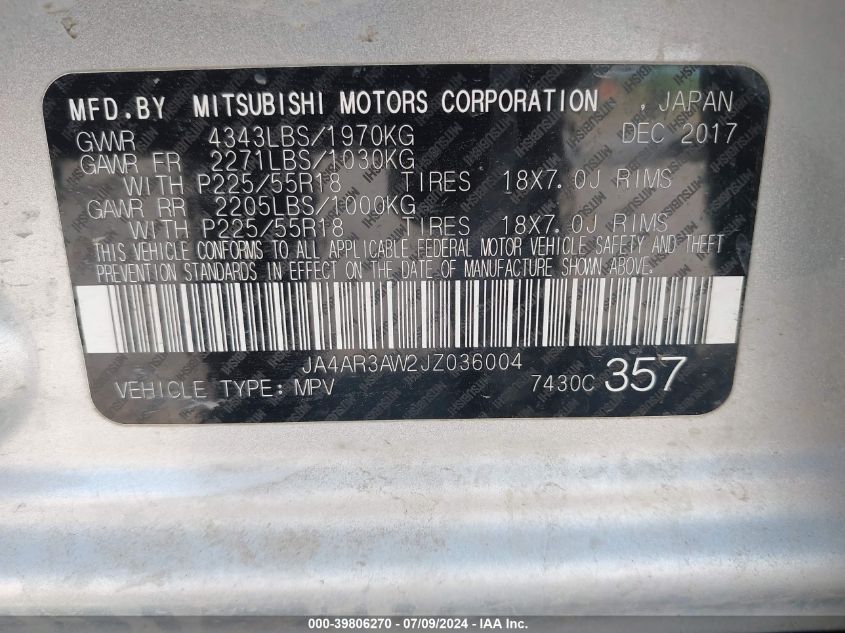 MFD.BY MITSUBISHI MOTORS CORPORATION , JAPAN
GVWR 4343LBS/1970KG DEC 2017
GAWR FR 2271LBS/1030KG
WITH P225/55R18 TIRES 18X7.0J RIMS
GAWR RR 2205LBS/1000KG
WITH P225/55R18 TIRES 18X7.0J RIMS
THIS VEHICLE CONFORMS TO ALL APPLICABLE FEDERAL MOTOR VEHICLE SAFETY AND THEFT
PREVENTION STANDARDS IN EFFECT ON THE DATE OF MANUFACTURE SHOWN ABOVE.
JA4AR3AW2JZ036004
VEHICLE TYPE: MPV 7430C 357
000-39806270 - 07/09/2024 - IAA Inc.